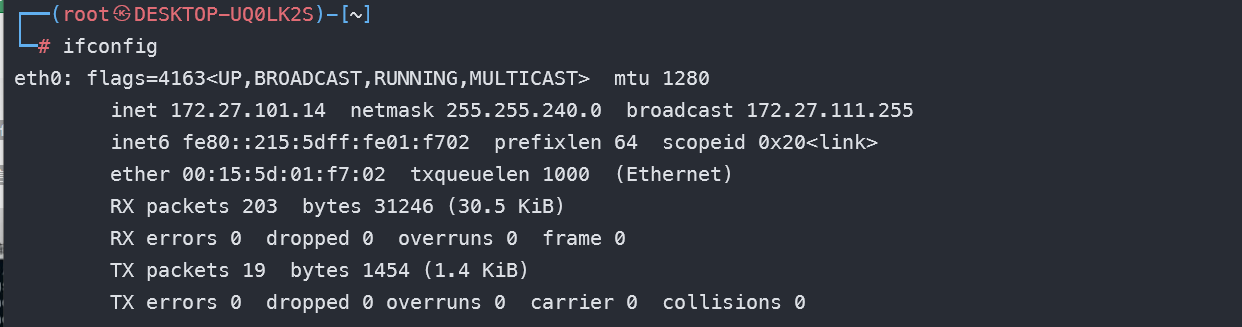 ┌──(root㉿DESKTOP-UQ0LK2S)-[~]
└─# ifconfig
eth0: flags=4163<UP,BROADCAST,RUNNING,MULTICAST>  mtu 1280
        inet 172.27.101.14  netmask 255.255.240.0  broadcast 172.27.111.255
        inet6 fe80::215:5dff:fe01:f702  prefixlen 64  scopeid 0x20<link>
        ether 00:15:5d:01:f7:02  txqueuelen 1000  (Ethernet)
        RX packets 203  bytes 31246 (30.5 KiB)
        RX errors 0  dropped 0  overruns 0  frame 0
        TX packets 19  bytes 1454 (1.4 KiB)
        TX errors 0  dropped 0 overruns 0  carrier 0  collisions 0